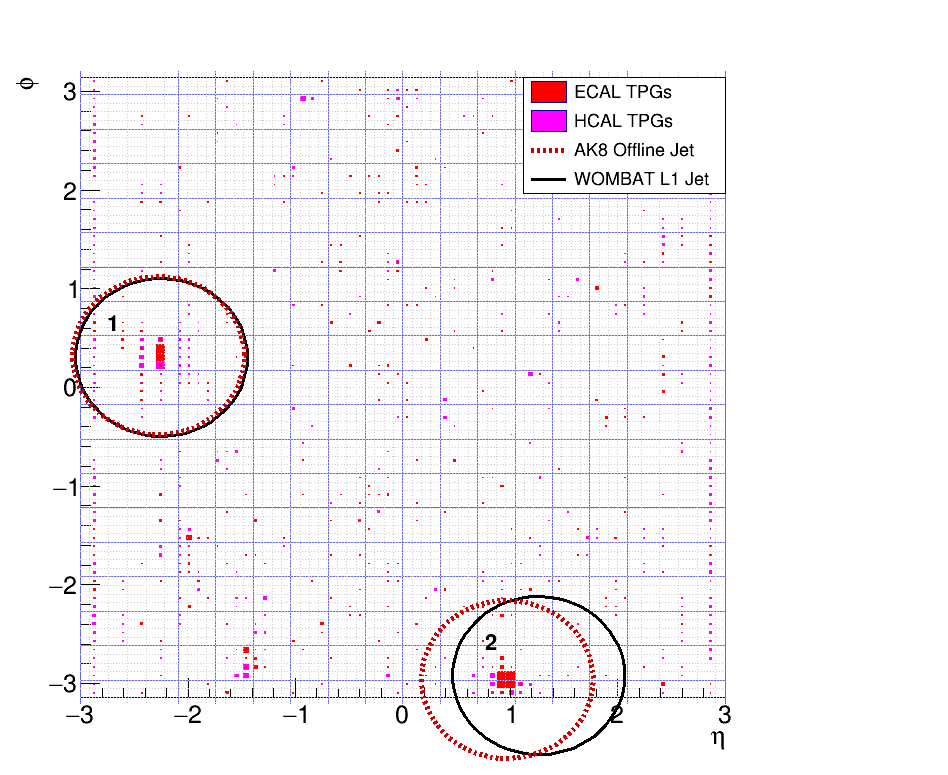 ϕ
3
2
1
0
−1
−2
−3
ECAL TPGs
HCAL TPGs
AK8 Offline Jet
WOMBAT L1 Jet
1
2
−3 −2 −1 0 1 2 3
η